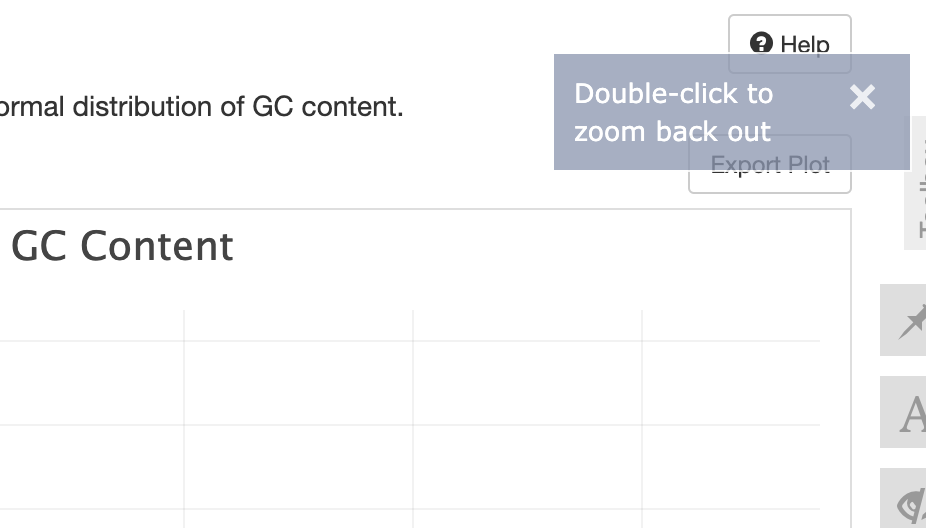 Help
Double-click to
zoom back out
ormal distribution of GC content.
Export Plot
GC Content
A